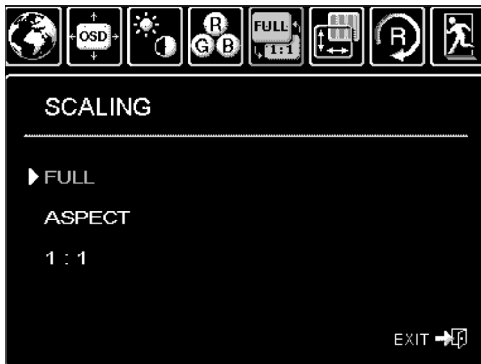 OSD
R
G B
FULL
1:1
R
SCALING
FULL
ASPECT
1 : 1
EXIT